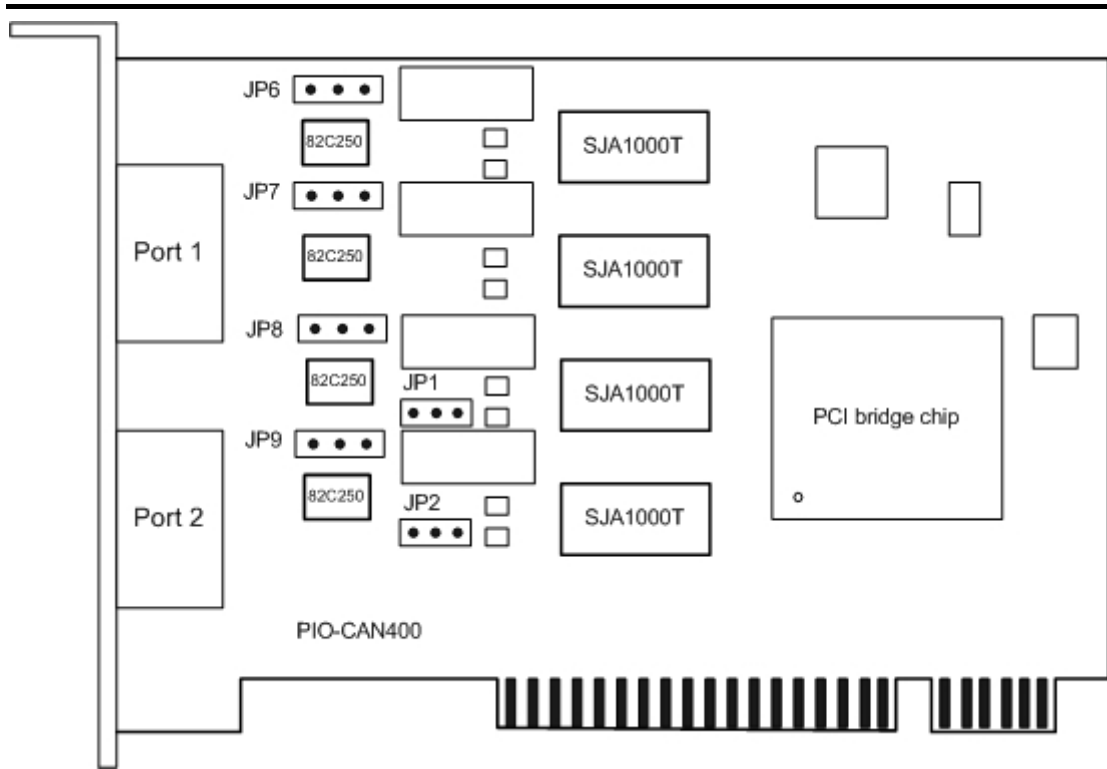 JP6
82C250
SJA1000T
JP7
Port 1
82C250
SJA1000T
JP8
82C250
JP1
SJA1000T
PCI bridge chip
JP9
82C250
JP2
Port 2
SJA1000T
PIO-CAN400